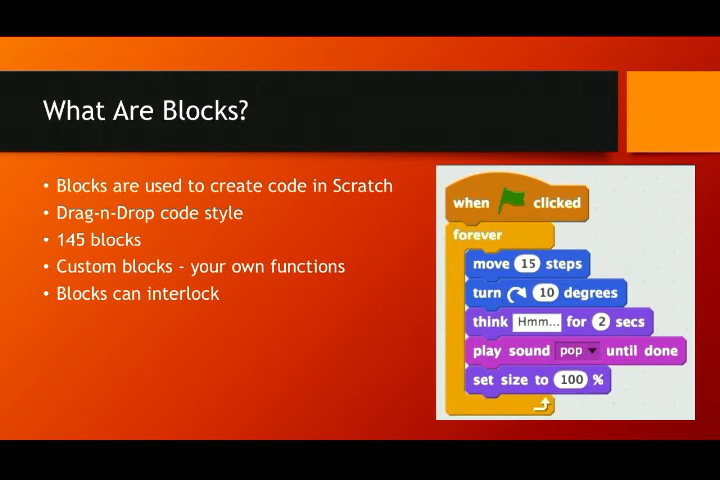 What Are Blocks?
• Blocks are used to create code in Scratch
• Drag-n-Drop code style
• 145 blocks
• Custom blocks - your own functions
• Blocks can interlock
when clicked
forever
move 15 steps
turn 10 degrees
think Hmm... for 2 secs
play sound pop until done
set size to 100 %